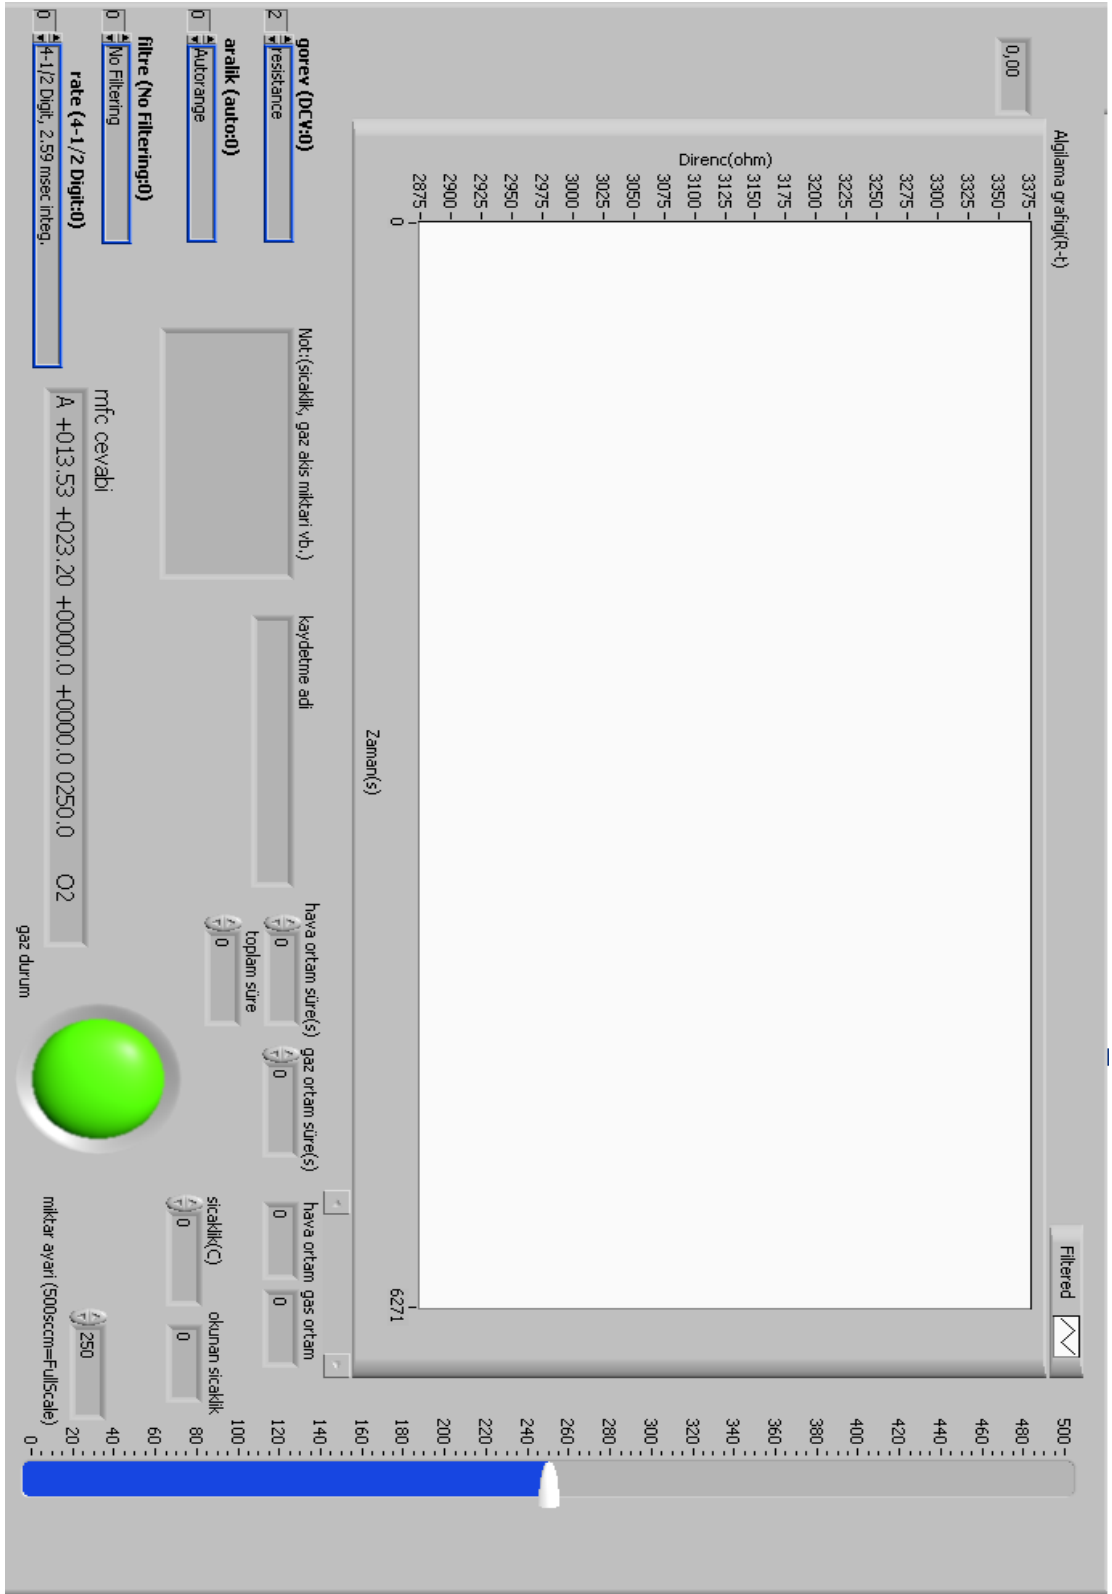 0,00
Algilama grafigi(R-t)
Filtered
Direnc(ohm)
3375
3350
3325
3300
3275
3250
3225
3200
3175
3150
3125
3100
3075
3050
3025
3000
2975
2950
2925
2900
2875
0
6271
Zaman(s)
gorev (DCV:0)
2 resistance
aralik (auto:0)
0 Autorange
filtre (No Filtering:0)
0 No Filtering
rate (4-1/2 Digit:0)
0 4-1/2 Digit, 2.59 msec integ.
Not:(sicaklik, gaz akis miktari vb.)
kaydetme adi
mfc cevabi
A +013.53 +023.20 +0000.0 +0000.0 0250.0 O2
hava ortam süre(s)
0
toplam süre
0
gaz ortam süre(s)
0
gaz durum
hava ortam
0
gas ortam
0
sicaklik(C)
0
okunan sicaklik
0
miktar ayari (500sccm=FullScale)
250
500
480
460
440
420
400
380
360
340
320
300
280
260
240
220
200
180
160
140
120
100
80
60
40
20
0